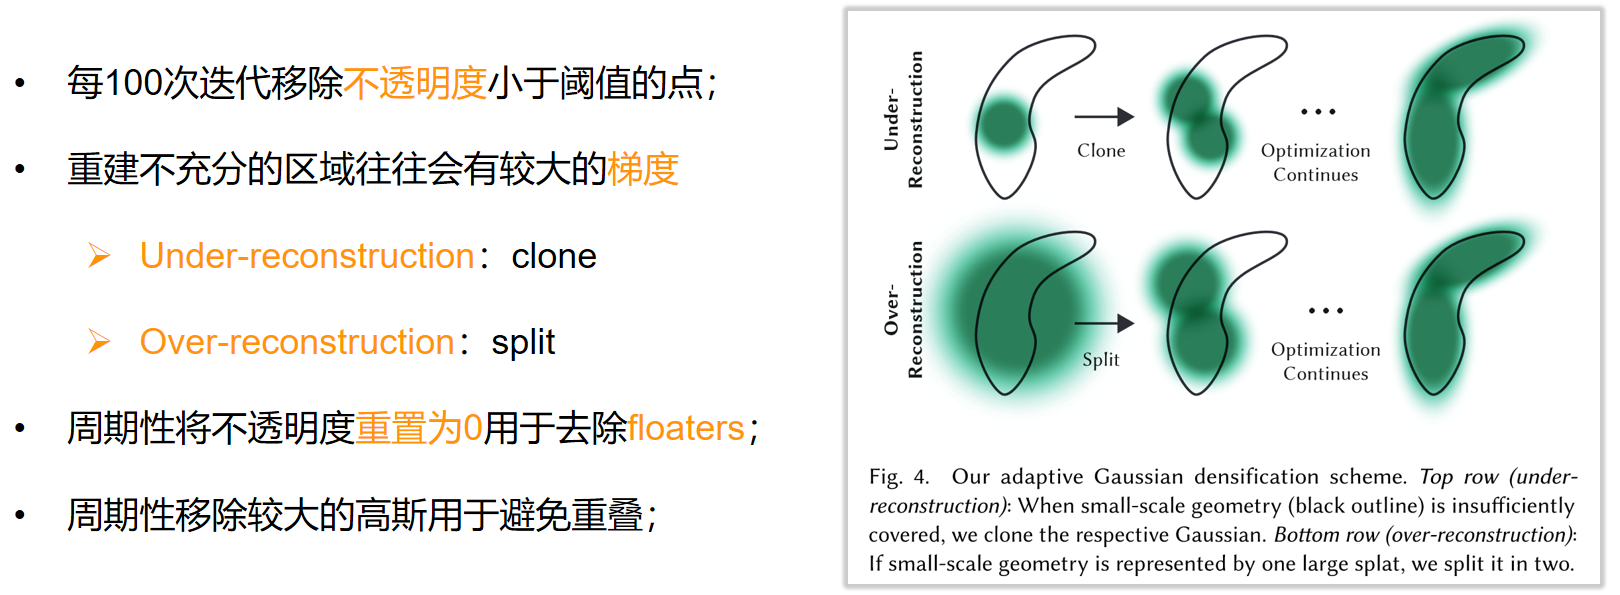 • 每100次迭代移除不透明度小于阈值的点；
• 重建不充分的区域往往会有较大的梯度
➢ Under-reconstruction：clone
➢ Over-reconstruction：split
• 周期性将不透明度重置为0用于去除floaters；
• 周期性移除较大的高斯用于避免重叠；
Under-
Reconstruction
Clone
...
Optimization
Continues
Over-
Reconstruction
Split
...
Optimization
Continues
Fig. 4. Our adaptive Gaussian densification scheme. Top row (under-
reconstruction): When small-scale geometry (black outline) is insufficiently
covered, we clone the respective Gaussian. Bottom row (over-reconstruction):
If small-scale geometry is represented by one large splat, we split it in two.